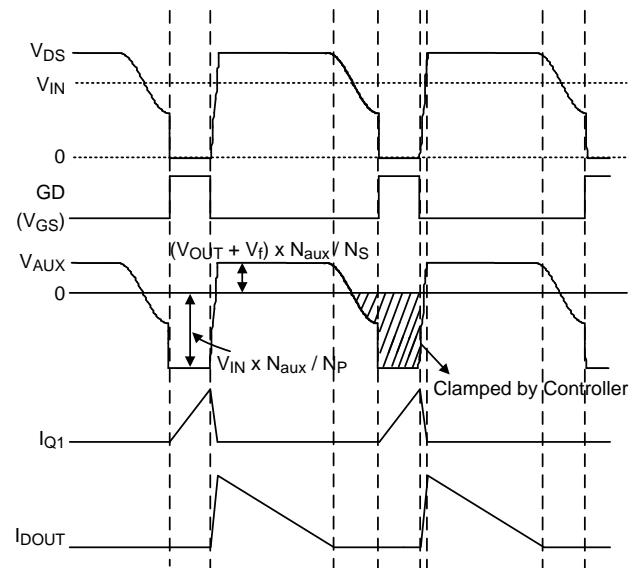 VDS
VIN
0
GD
(VGS)
(VOUT + Vf) x Naux / NS
VAUX
0
VIN x Naux / NP
Clamped by Controller
IQ1
IDOUT